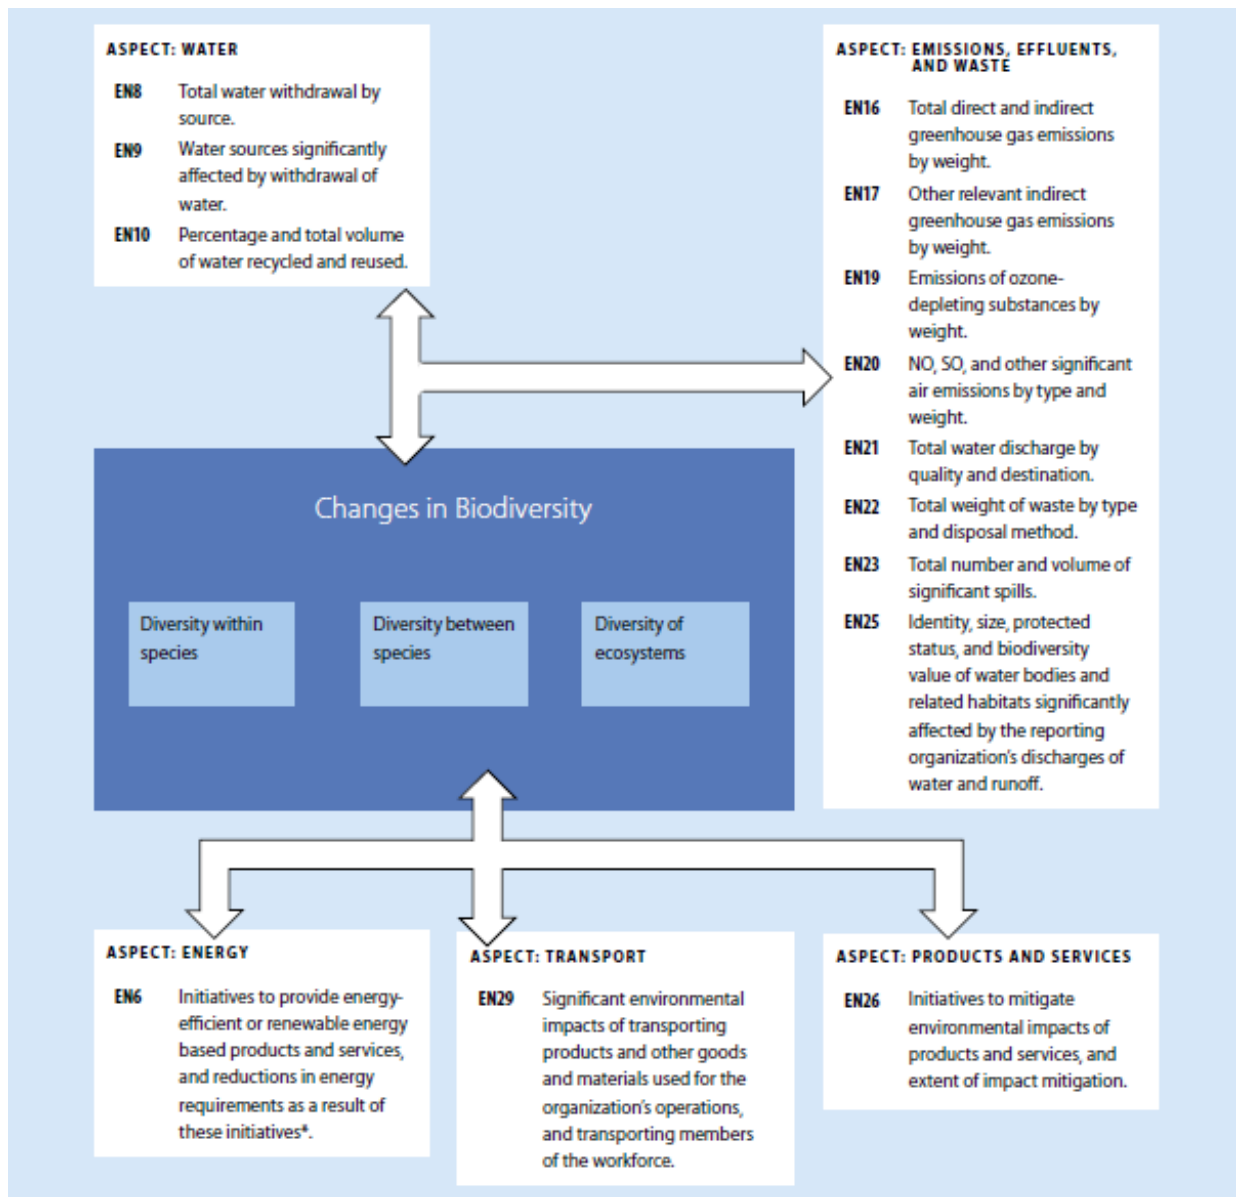 ASPECT: WATER
EN8 Total water withdrawal by
source.
EN9 Water sources significantly
affected by withdrawal of
water.
EN10 Percentage and total volume
of water recycled and reused.
ASPECT: EMISSIONS, EFFLUENTS,
AND WASTE
EN16 Total direct and indirect
greenhouse gas emissions
by weight.
EN17 Other relevant indirect
greenhouse gas emissions
by weight.
EN19 Emissions of ozone-
depleting substances by
weight.
EN20 NO, SO, and other significant
air emissions by type and
weight.
EN21 Total water discharge by
quality and destination.
EN22 Total weight of waste by type
and disposal method.
EN23 Total number and volume of
significant spills.
EN25 Identity, size, protected
status, and biodiversity
value of water bodies and
related habitats significantly
affected by the reporting
organization's discharges of
water and runoff.
Changes in Biodiversity
Diversity within
species
Diversity between
species
Diversity of
ecosystems
ASPECT: ENERGY
EN6 Initiatives to provide energy-
efficient or renewable energy
based products and services,
and reductions in energy
requirements as a result of
these initiatives*.
ASPECT: TRANSPORT
EN29 Significant environmental
impacts of transporting
products and other goods
and materials used for the
organization's operations,
and transporting members
of the workforce.
ASPECT: PRODUCTS AND SERVICES
EN26 Initiatives to mitigate
environmental impacts of
products and services, and
extent of impact mitigation.